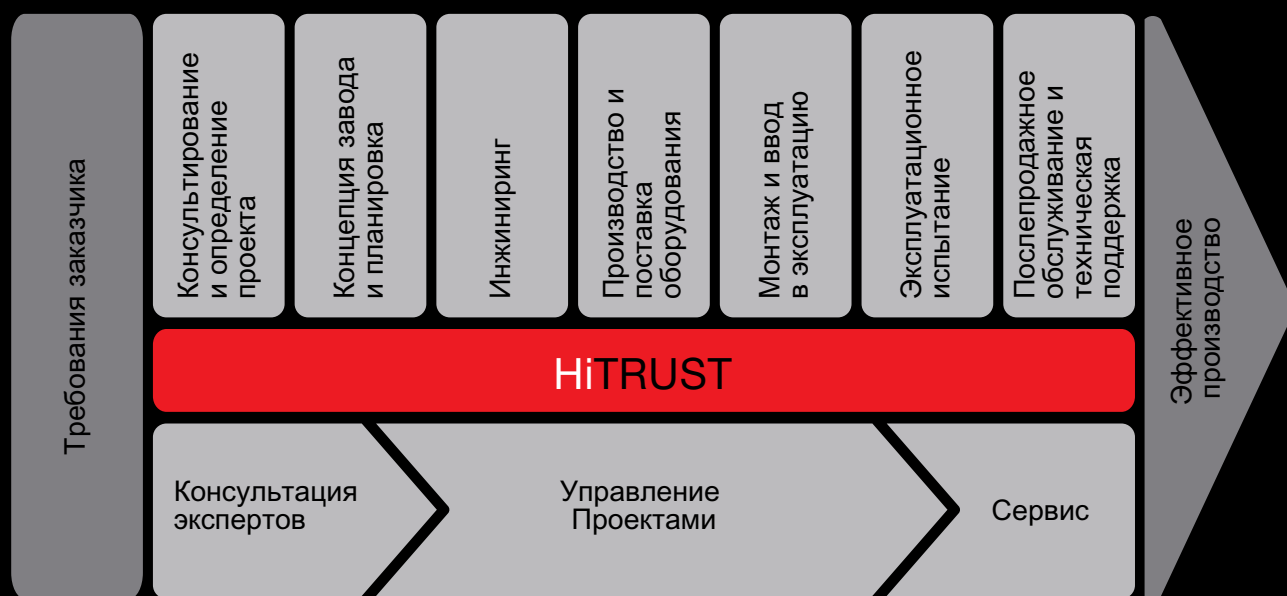 Требования заказчика
Консультирование
и определение
проекта
Концепция завода
и планировка
Инжиниринг
Производство и
поставка
оборудования
Монтаж и ввод
в эксплуатацию
Эксплуатационное
испытание
Послепродажное
обслуживание и
техническая
поддержка
HiTRUST
Консультация
экспертов
Управление
Проектами
Сервис
Эффективное
производство